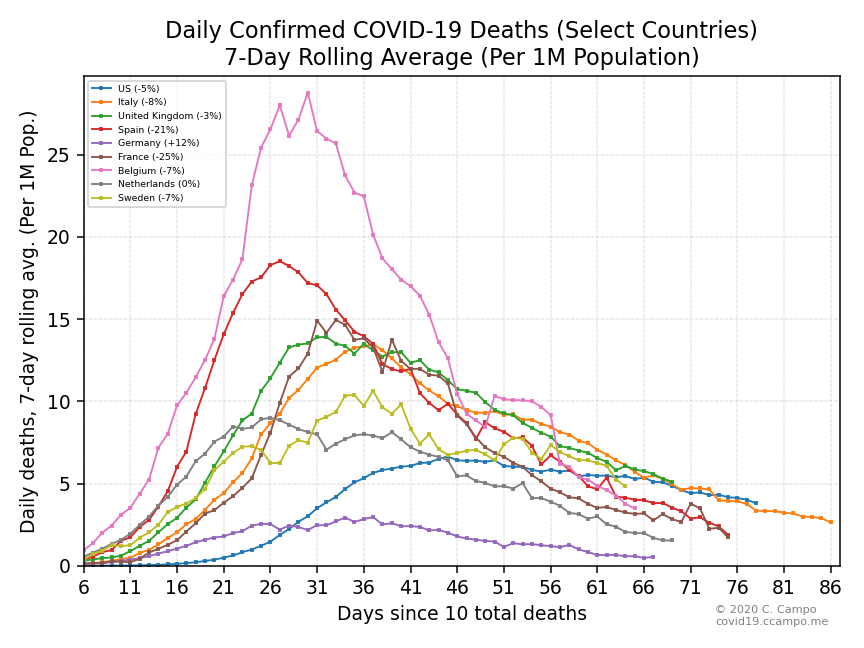 Daily Confirmed COVID-19 Deaths (Select Countries)
7-Day Rolling Average (Per 1M Population)
US (-5%)
Italy (-8%)
United Kingdom (-3%)
Spain (-21%)
Germany (+12%)
France (-25%)
Belgium (-7%)
Netherlands (0%)
Sweden (-7%)
Daily deaths, 7-day rolling avg. (Per 1M Pop.)
25
20
15
10
5
0
6 11 16 21 26 31 36 41 46 51 56 61 66 71 76 81 86
Days since 10 total deaths
© 2020 C. Campo
covid19.ccampo.me